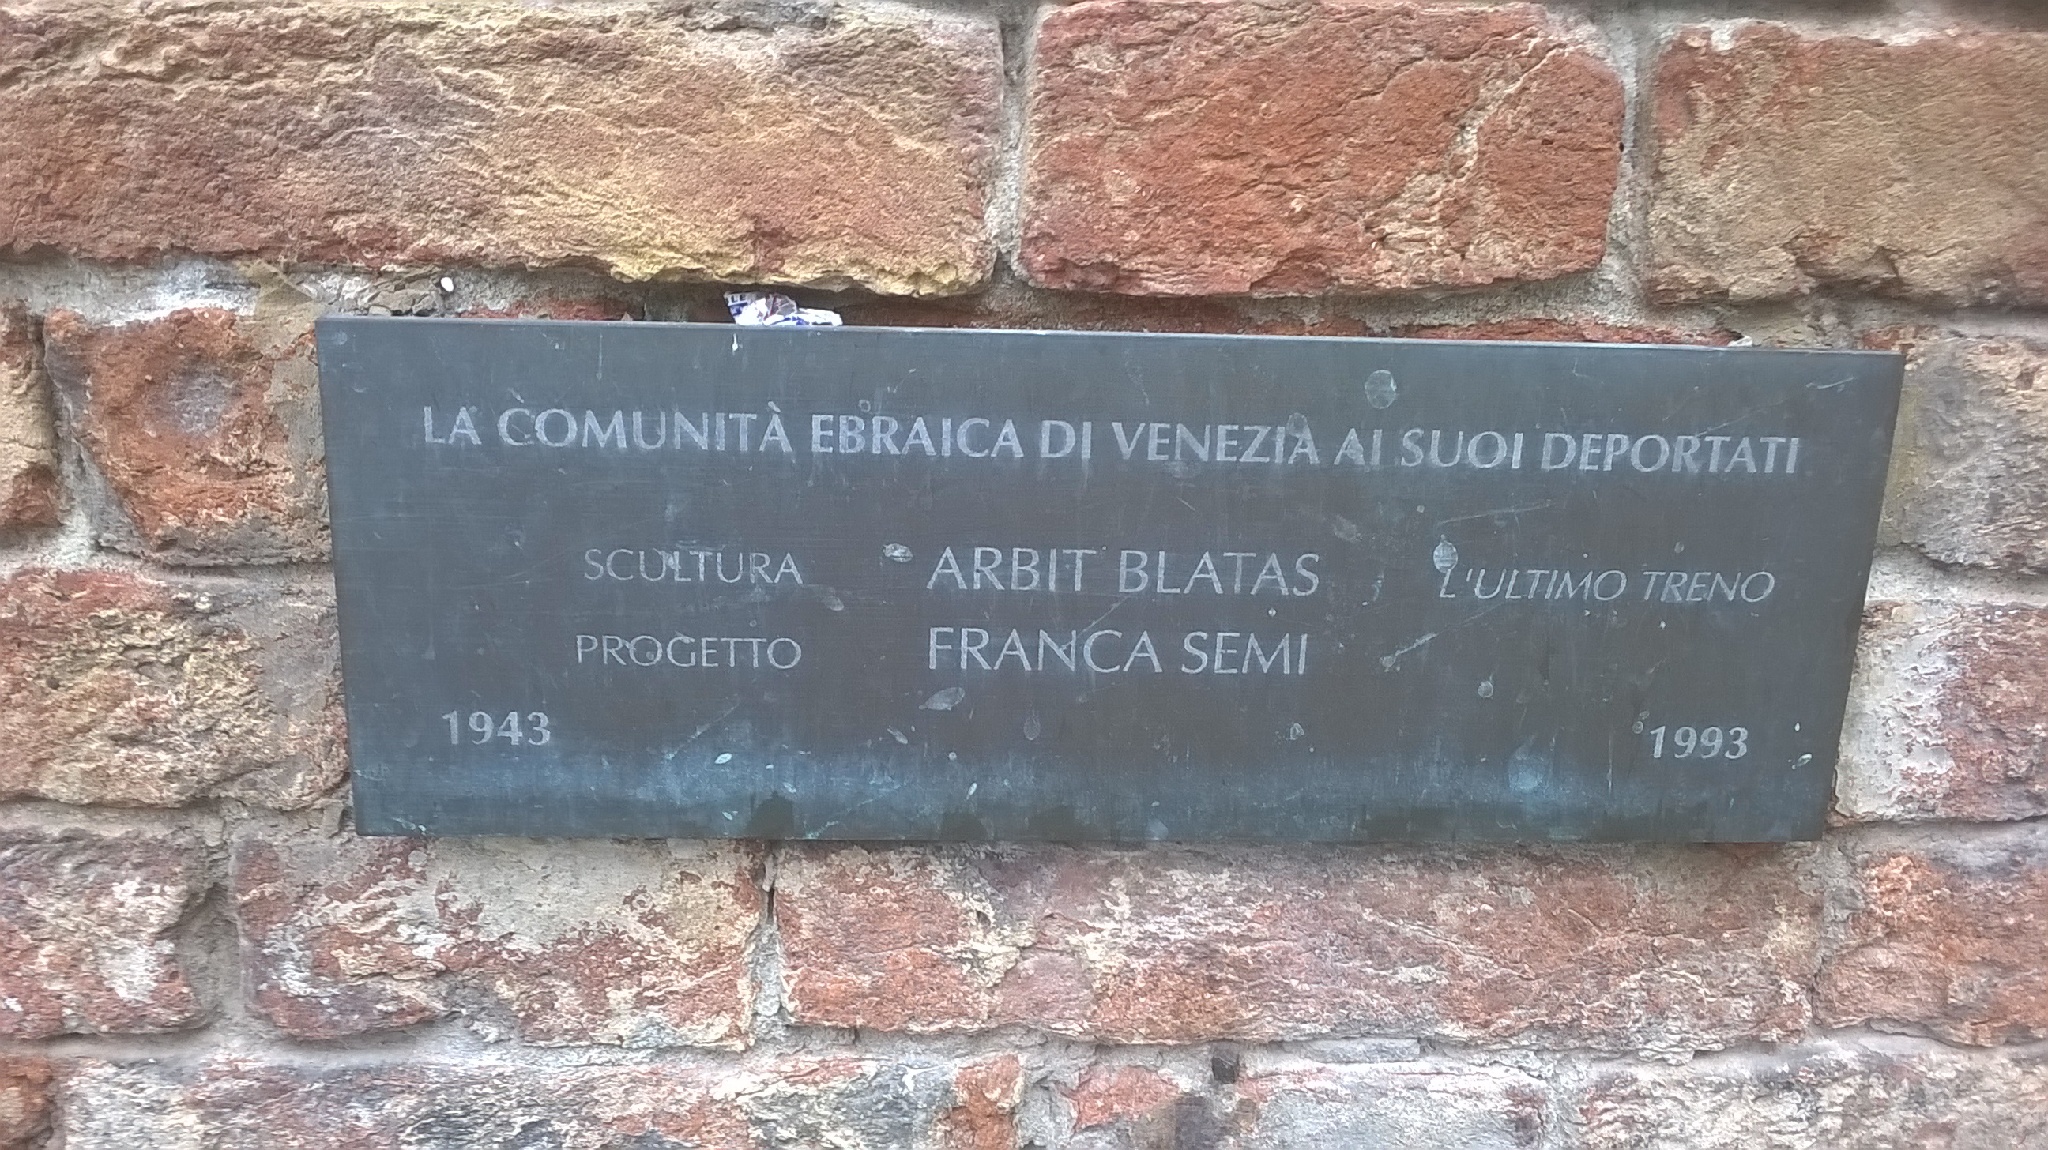 LA COMUNITÀ EBRAICA DI VENEZIA AI SUOI DEPORTATI
SCULTURA ARBIT BLATAS L'ULTIMO TRENO
PROGETTO FRANCA SEMI
1943 1993